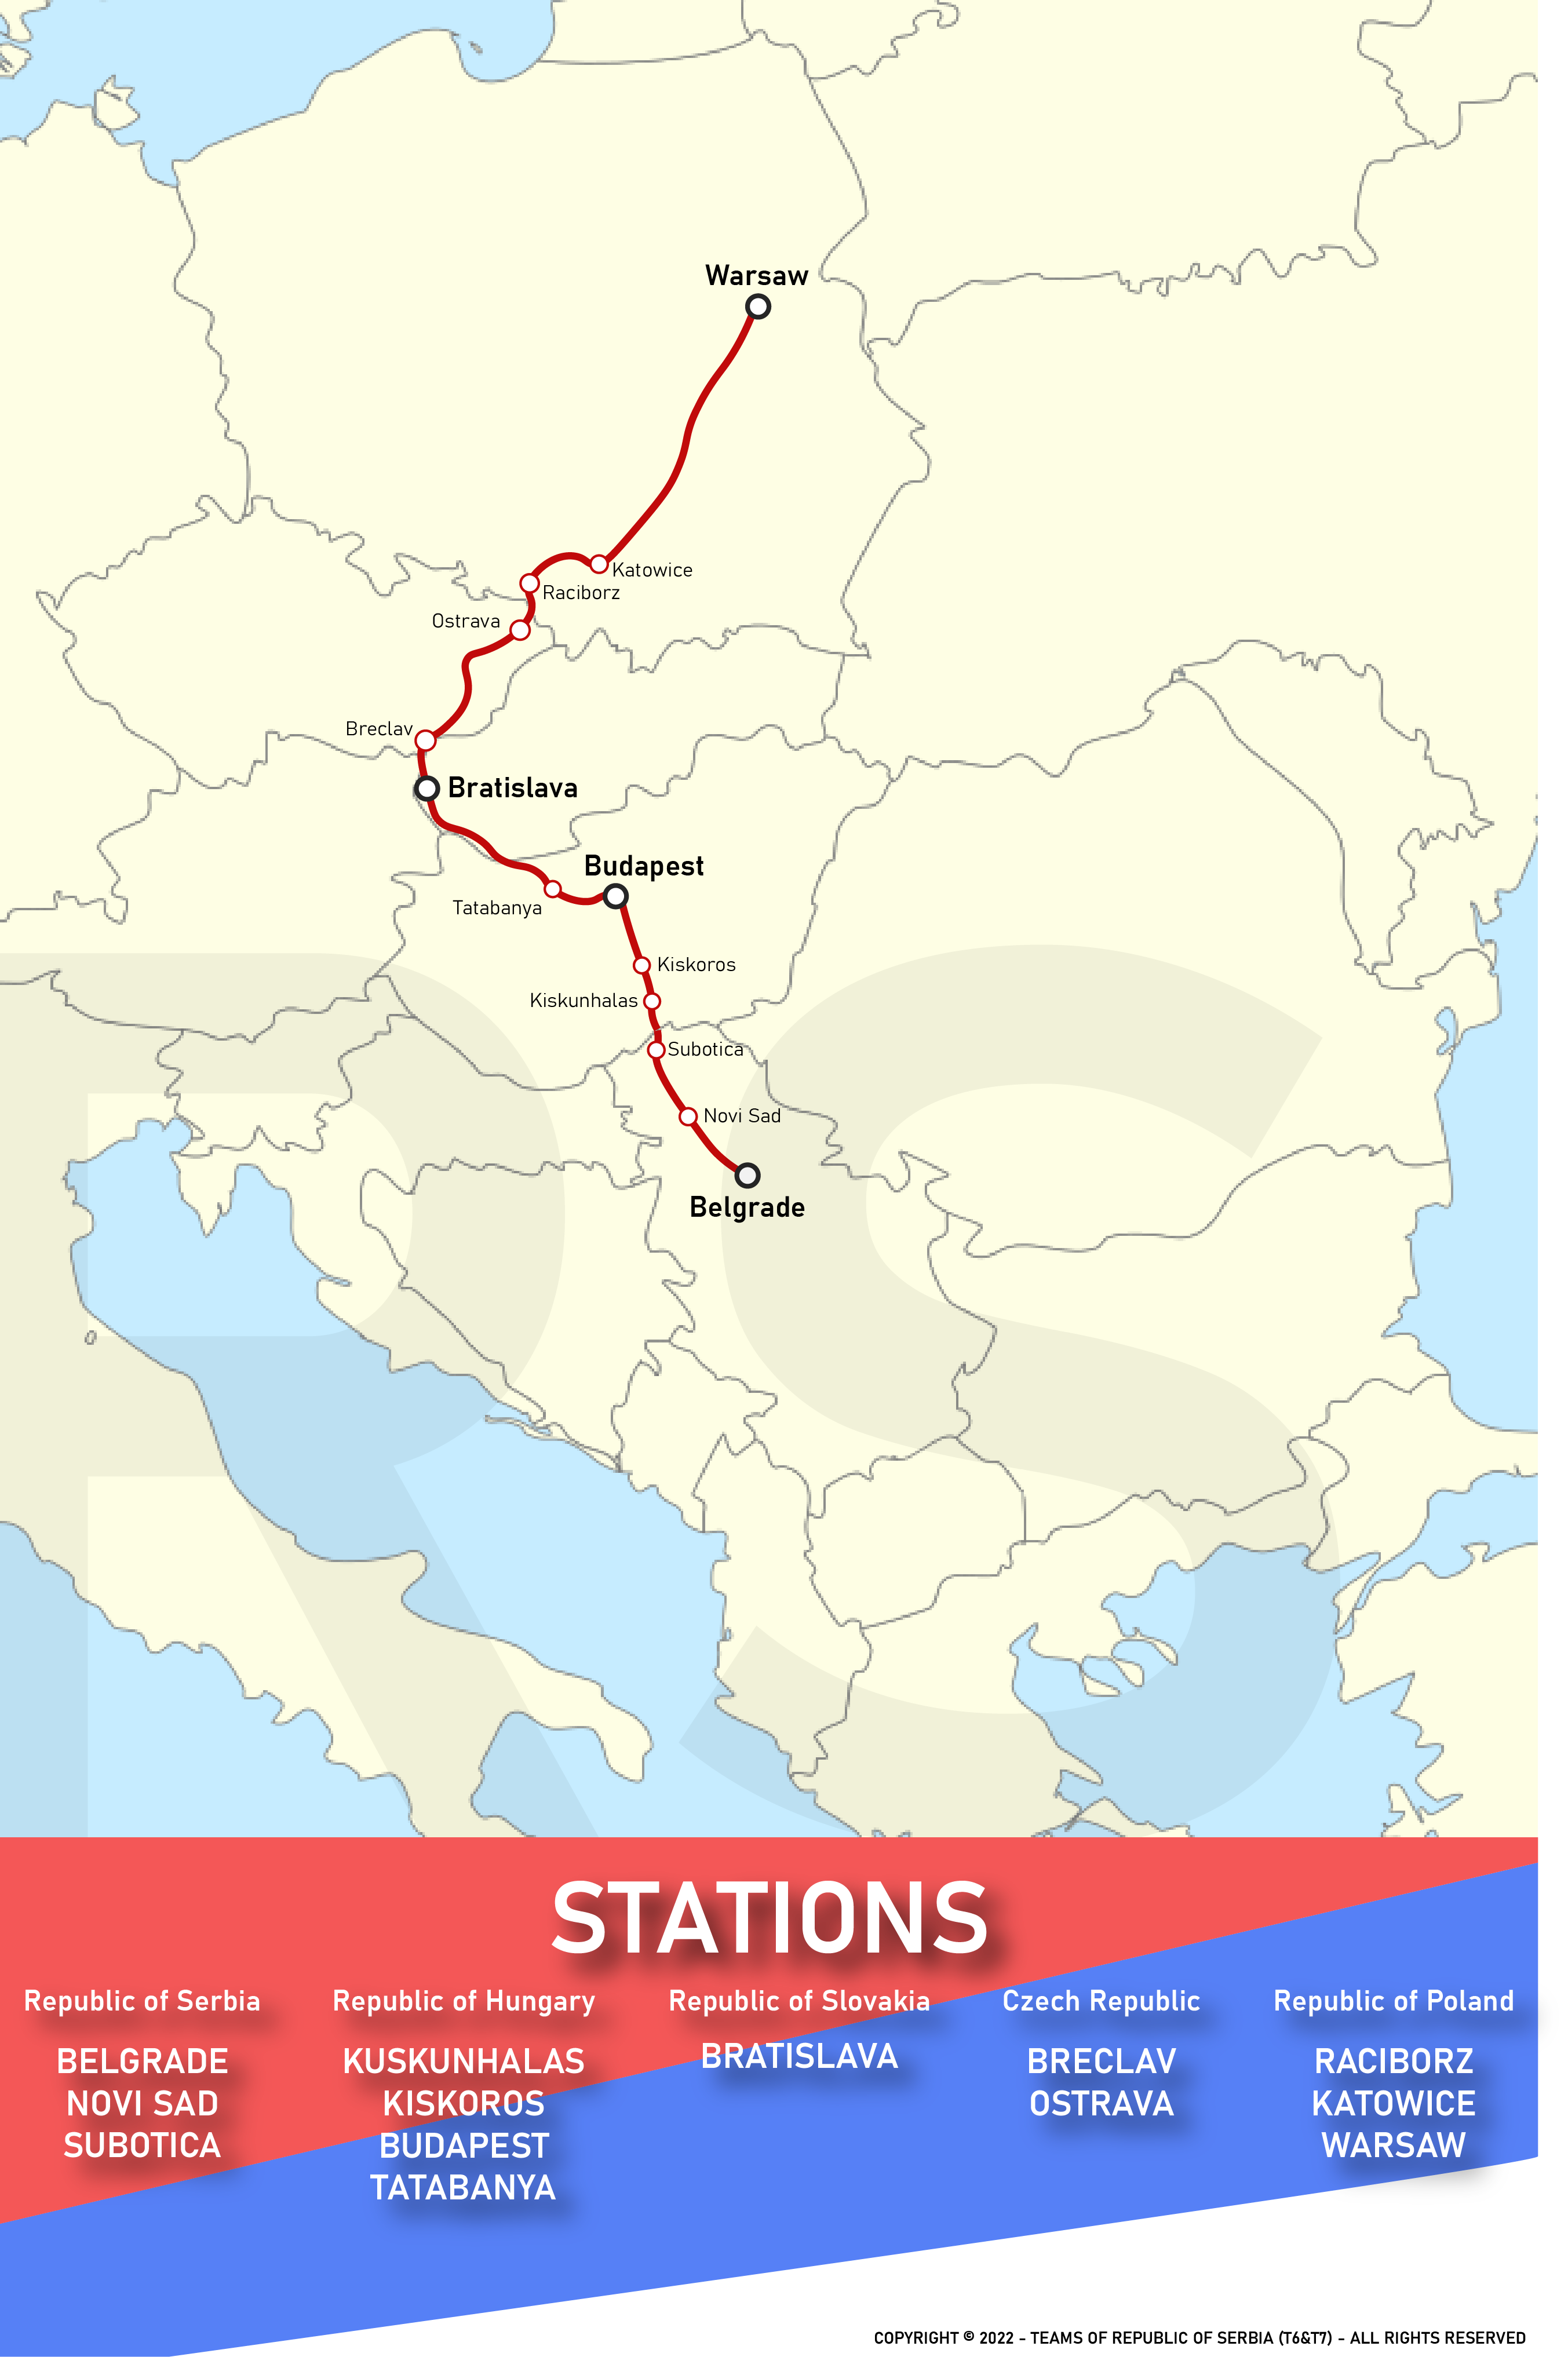 Warsaw
Katowice
Raciborz
Ostrava
Breclav
Bratislava
Budapest
Tatabanya
Kiskoros
Kiskunhalas
Subotica
Novi Sad
Belgrade
RS
STATIONS
Republic of Serbia
BELGRADE
NOVI SAD
SUBOTICA
Republic of Hungary
KUSKUNHALAS
KISKOROS
BUDAPEST
TATABANYA
Republic of Slovakia
BRATISLAVA
Czech Republic
BRECLAV
OSTRAVA
Republic of Poland
RACIBORZ
KATOWICE
WARSAW
COPYRIGHT © 2022 - TEAMS OF REPUBLIC OF SERBIA (T6&T7) - ALL RIGHTS RESERVED